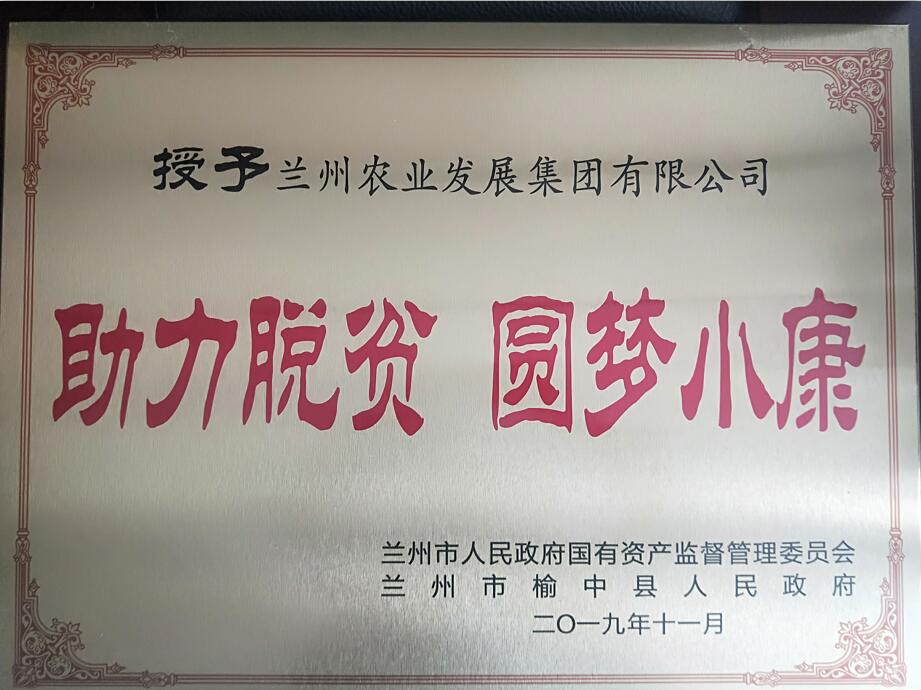 授予兰州农业发展集团有限公司
助力脱贫 圆梦小康
兰州市人民政府国有资产监督管理委员会
兰州市榆中县人民政府
二〇一九年十一月